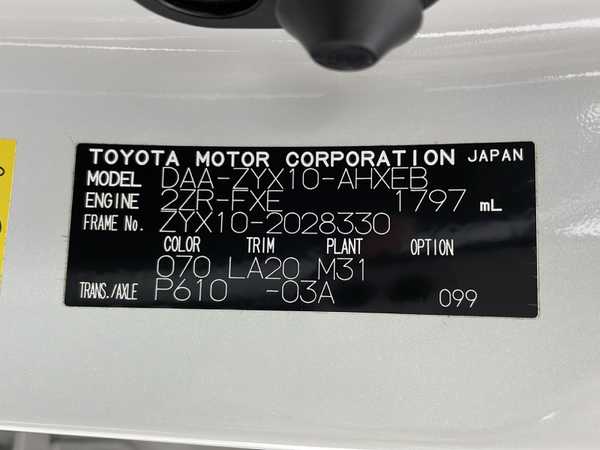 TOYOTA MOTOR CORPORATION JAPAN
MODEL DAA-ZYX10-AHXEB
ENGINE 2ZR-FXE 1797 mL
FRAME No. ZYX10-2028330
COLOR TRIM PLANT OPTION
070 LA20 M31
TRANS./AXLE P610 -03A 099